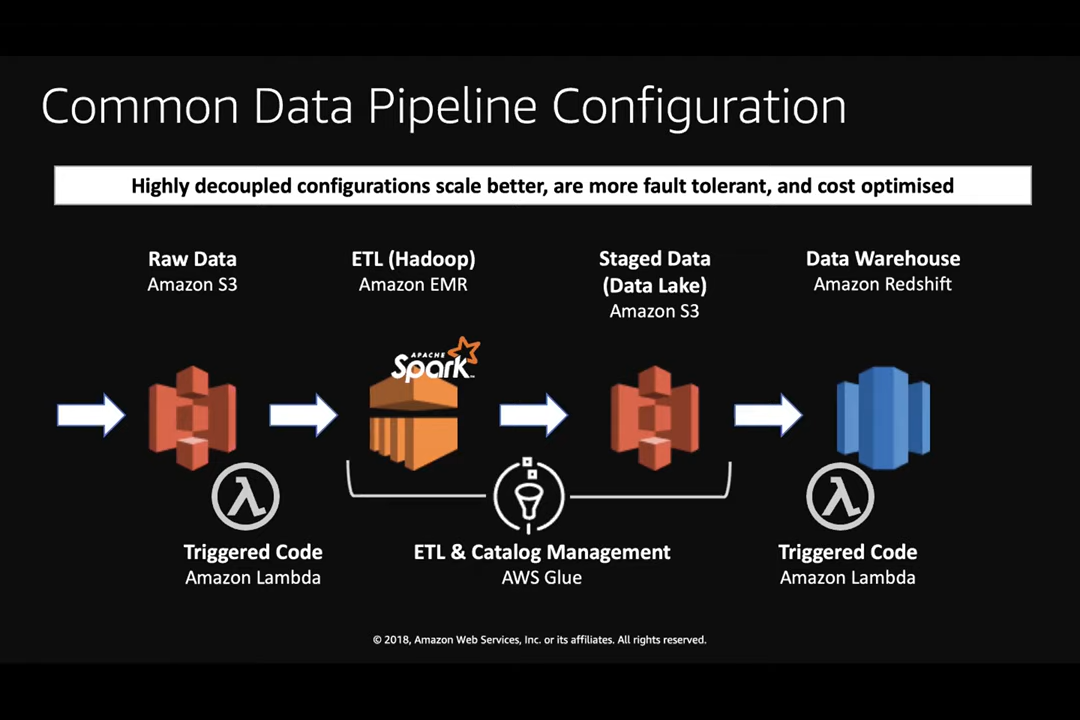 Common Data Pipeline Configuration
Highly decoupled configurations scale better, are more fault tolerant, and cost optimised
Raw Data
Amazon S3
ETL (Hadoop)
Amazon EMR
Staged Data
(Data Lake)
Amazon S3
Data Warehouse
Amazon Redshift
APACHE
Spark™
λ
λ
Triggered Code
Amazon Lambda
ETL & Catalog Management
AWS Glue
Triggered Code
Amazon Lambda
© 2018, Amazon Web Services, Inc. or its affiliates. All rights reserved.